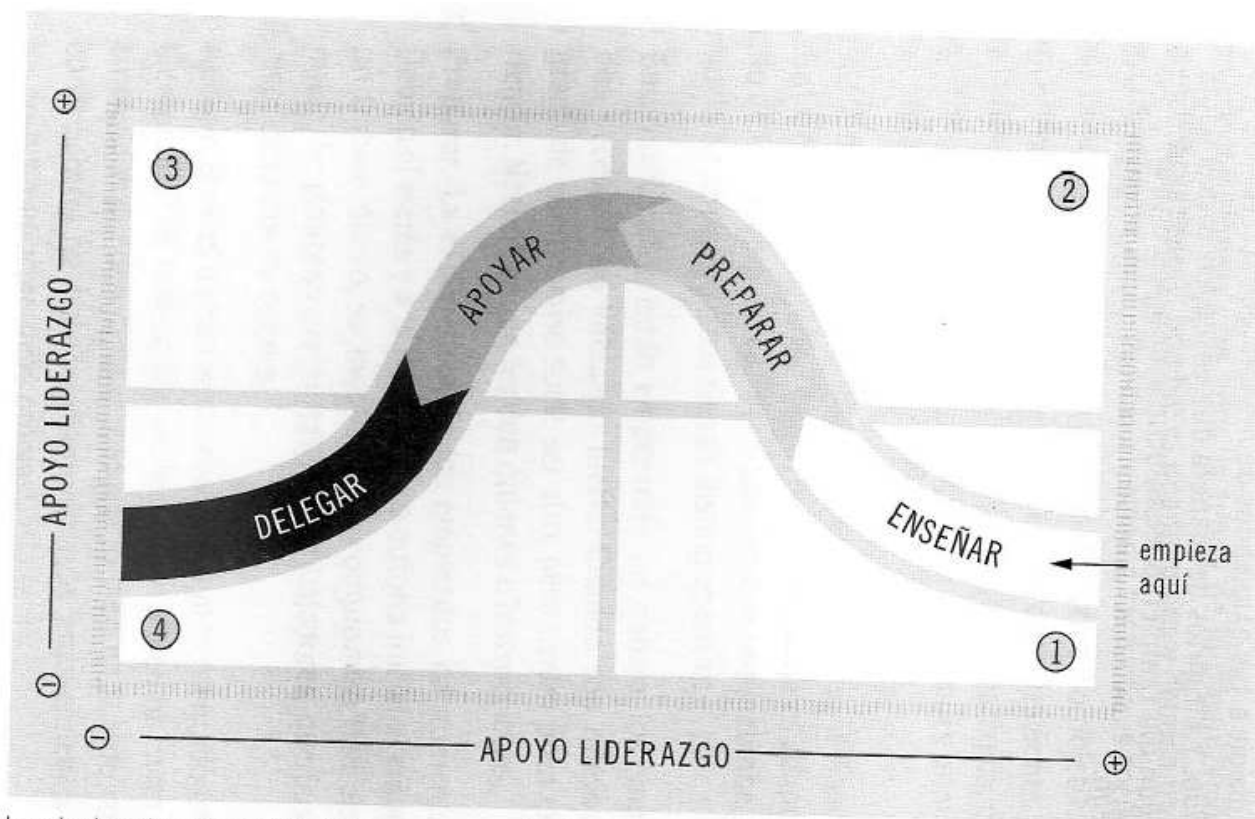 +
APOYO LIDERAZGO
−
3
2
APOYAR
PREPARAR
DELEGAR
ENSEÑAR
empieza
aquí
4
1
−
APOYO LIDERAZGO
+